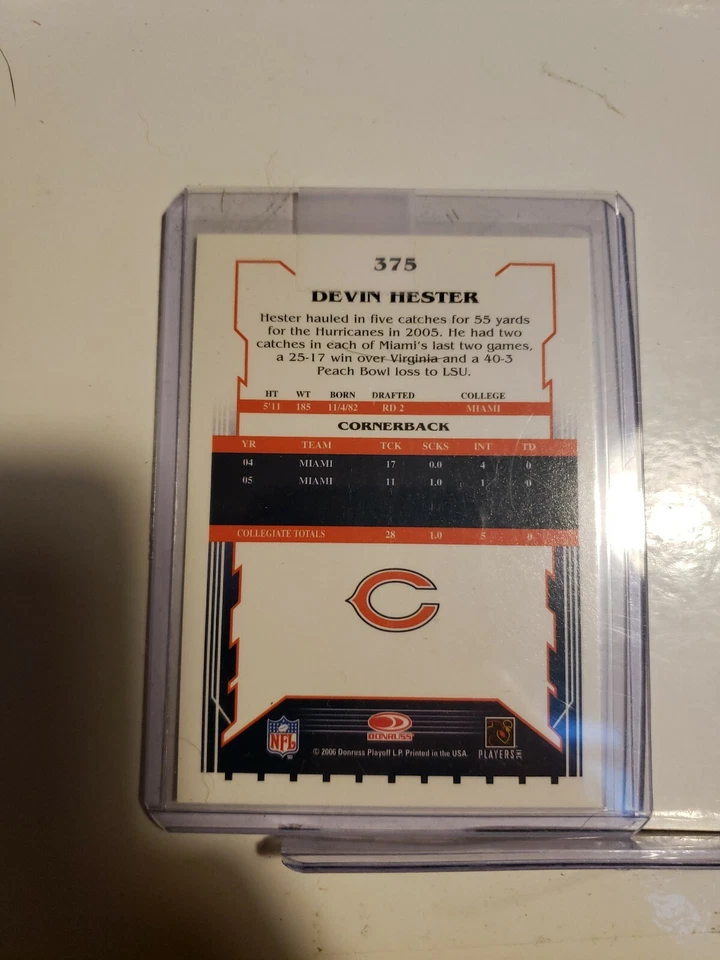 375
DEVIN HESTER
Hester hauled in five catches for 55 yards
for the Hurricanes in 2005. He had two
catches in each of Miami's last two games,
a 25-17 win over Virginia and a 40-3
Peach Bowl loss to LSU.
HT WT BORN DRAFTED COLLEGE
5'11 185 11/4/82 RD 2 MIAMI
CORNERBACK
YR TEAM TCK SCKS INT TD
04 MIAMI 17 0.0 4 0
05 MIAMI 11 1.0 1 0
COLLEGIATE TOTALS 28 1.0 5 0
NFL
DONRUSS
© 2006 Donruss Playoff L.P. Printed in the USA.
PLAYERS INC